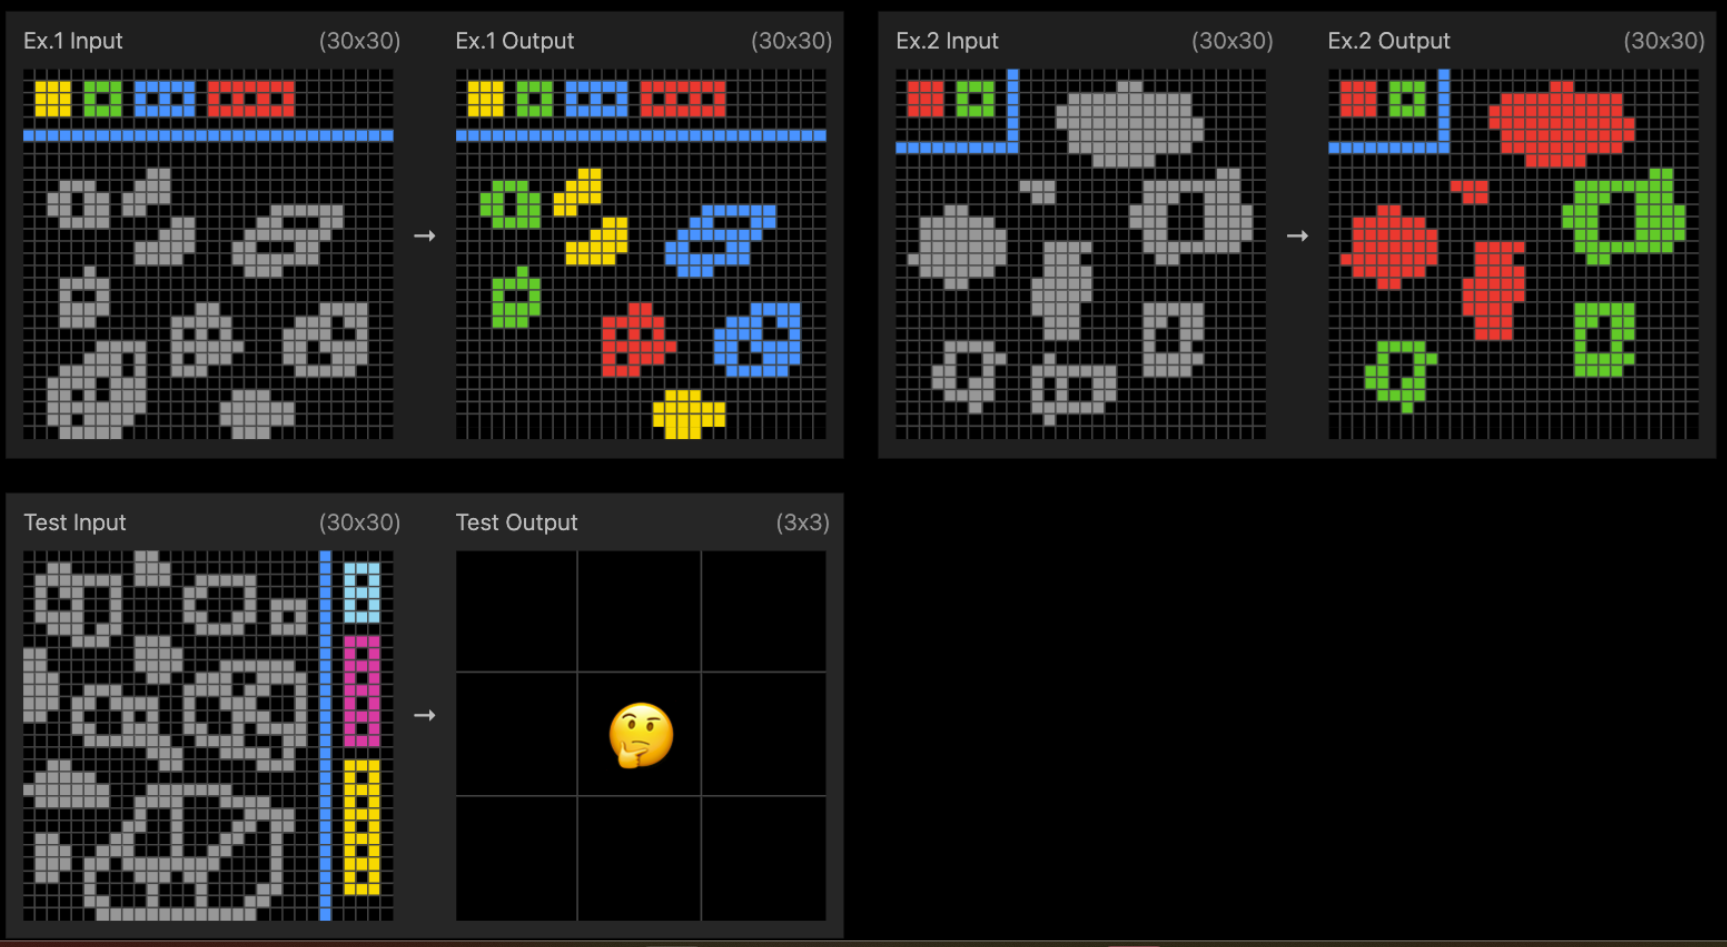 Ex.1 Input (30x30)
Ex.1 Output (30x30)
Ex.2 Input (30x30)
Ex.2 Output (30x30)
→
→
Test Input (30x30)
Test Output (3x3)
→